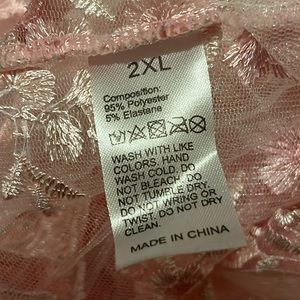 2XL
Composition:
95% Polyester
5% Elastane
WASH WITH LIKE
COLORS, HAND
WASH COLD. DO
NOT BLEACH. DO
NOT TUMBLE DRY.
DO NOT WRING OR
TWIST. DO NOT DRY
CLEAN.
MADE IN CHINA